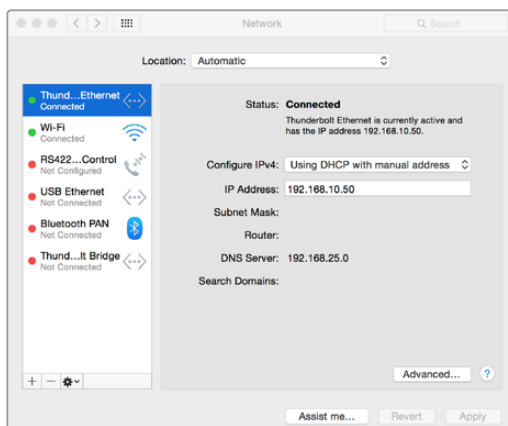 Network
Search
Location: Automatic
Thund...Ethernet
Connected
Wi-Fi
Connected
RS422...Control
Not Configured
USB Ethernet
Not Connected
Bluetooth PAN
Not Connected
Thund...lt Bridge
Not Connected
Status: Connected
Thunderbolt Ethernet is currently active and
has the IP address 192.168.10.50.
Configure IPv4: Using DHCP with manual address
IP Address: 192.168.10.50
Subnet Mask:
Router:
DNS Server: 192.168.25.0
Search Domains:
Advanced... ?
Assist me... Revert Apply